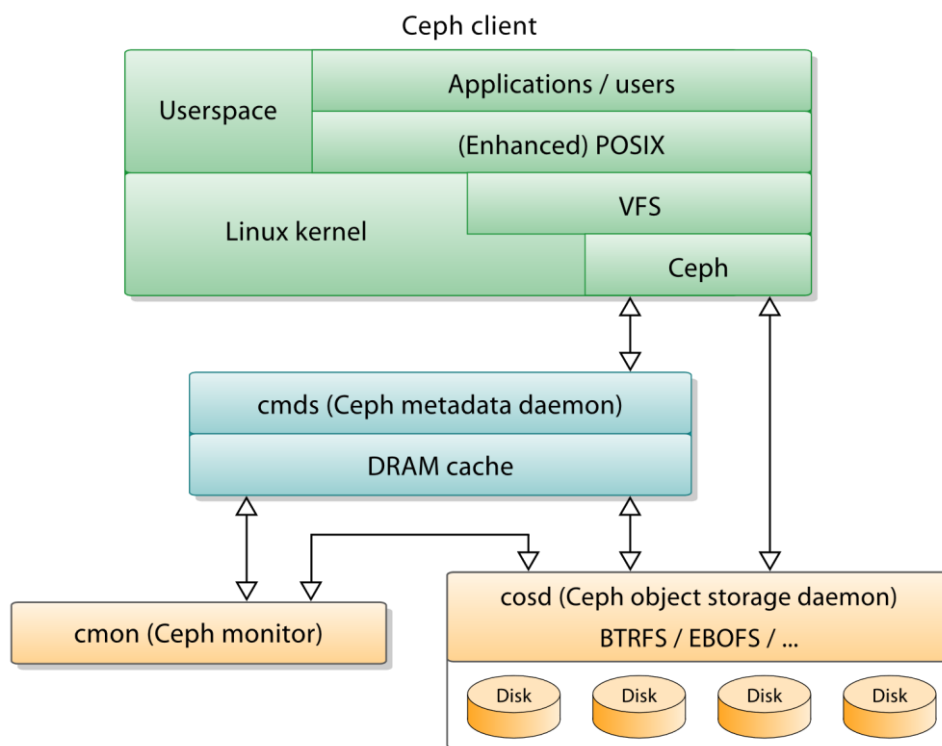 Ceph client
Userspace
Applications / users
(Enhanced) POSIX
Linux kernel
VFS
Ceph
cmds (Ceph metadata daemon)
DRAM cache
cmon (Ceph monitor)
cosd (Ceph object storage daemon)
BTRFS / EBOFS / ...
Disk
Disk
Disk
Disk